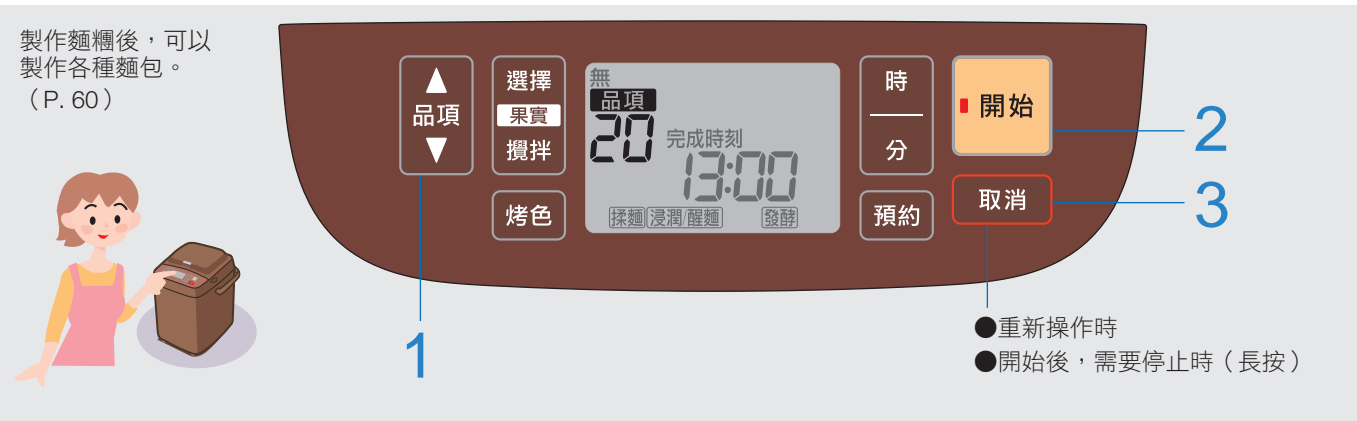 製作麵糰後，可以
製作各種麵包。
（P. 60）
▲
品項
▼
選擇
果實
攪拌
烤色
無
品項
20
完成時刻
13:00
揉麵 浸潤/醒麵 發酵
時
分
預約
開始
取消
1
2
3
●重新操作時
●開始後，需要停止時（長按）